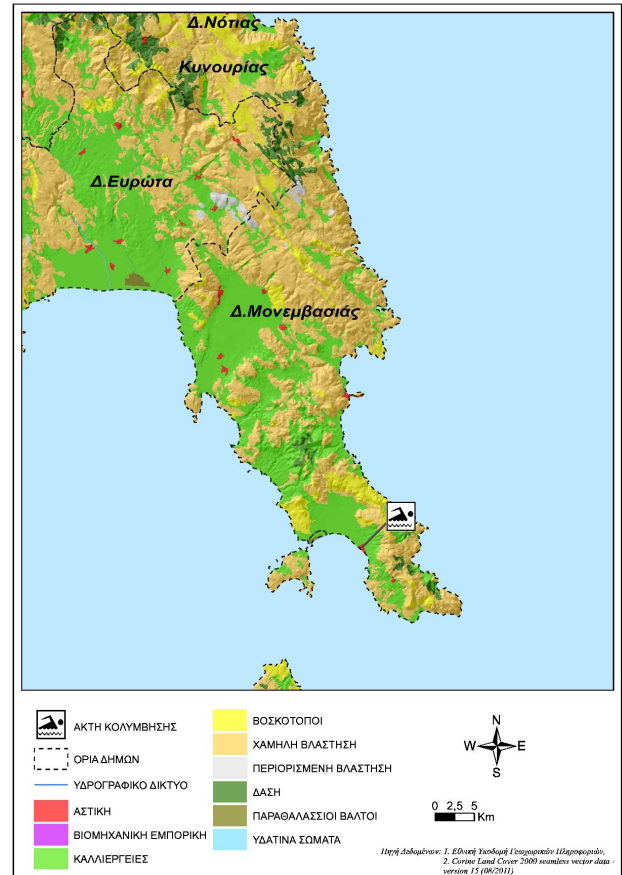 Δ.Νότιας
Κυνουρίας
Δ.Ευρώτα
Δ.Μονεμβασιάς
ΑΚΤΗ ΚΟΛΥΜΒΗΣΗΣ
ΟΡΙΑ ΔΗΜΩΝ
ΥΔΡΟΓΡΑΦΙΚΟ ΔΙΚΤΥΟ
ΑΣΤΙΚΗ
ΒΙΟΜΗΧΑΝΙΚΗ ΕΜΠΟΡΙΚΗ
ΚΑΛΛΙΕΡΓΕΙΕΣ
ΒΟΣΚΟΤΟΠΟΙ
ΧΑΜΗΛΗ ΒΛΑΣΤΗΣΗ
ΠΕΡΙΟΡΙΣΜΕΝΗ ΒΛΑΣΤΗΣΗ
ΔΑΣΗ
ΠΑΡΑΘΑΛΑΣΣΙΟΙ ΒΑΛΤΟΙ
ΥΔΑΤΙΝΑ ΣΩΜΑΤΑ
N
W E
S
0 2,5 5
Km
Πηγή Δεδομένων: 1. Εθνική Υποδομή Γεωχωρικών Πληροφοριών,
2. Corine Land Cover 2000 seamless vector data -
version 15 (08/2011)